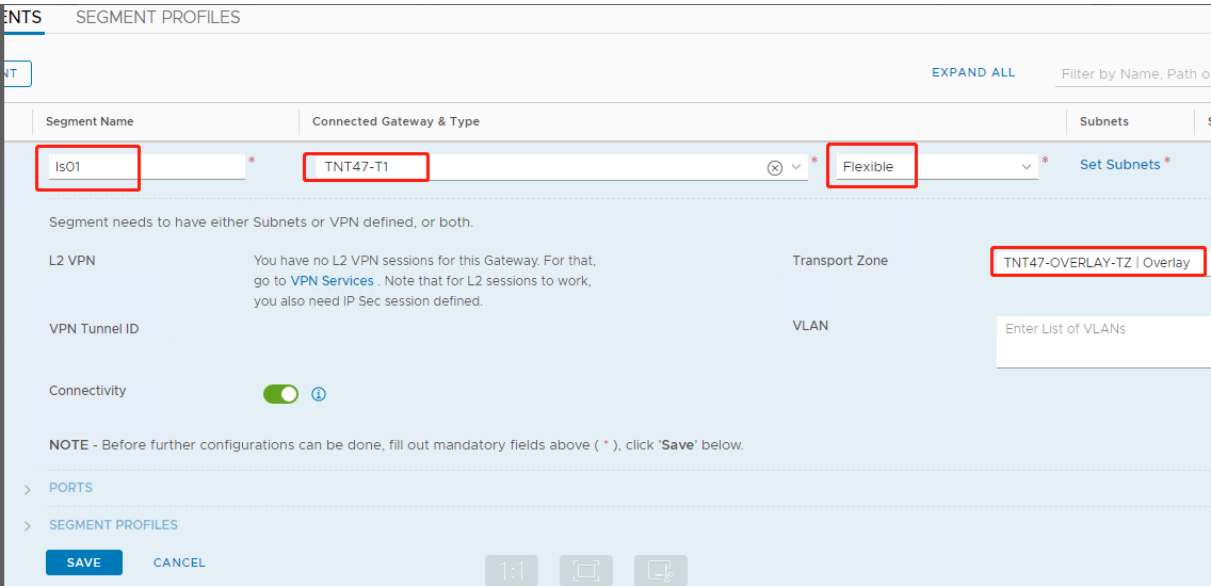 ENTS SEGMENT PROFILES
NT
EXPAND ALL Filter by Name, Path o
Segment Name Connected Gateway & Type Subnets S
ls01 * TNT47-T1 * Flexible * Set Subnets *
Segment needs to have either Subnets or VPN defined, or both.
L2 VPN You have no L2 VPN sessions for this Gateway. For that, Transport Zone TNT47-OVERLAY-TZ | Overlay
go to VPN Services . Note that for L2 sessions to work,
you also need IP Sec session defined.
VPN Tunnel ID VLAN Enter List of VLANs
Connectivity
NOTE - Before further configurations can be done, fill out mandatory fields above ( * ), click 'Save' below.
PORTS
SEGMENT PROFILES
SAVE CANCEL
1:1